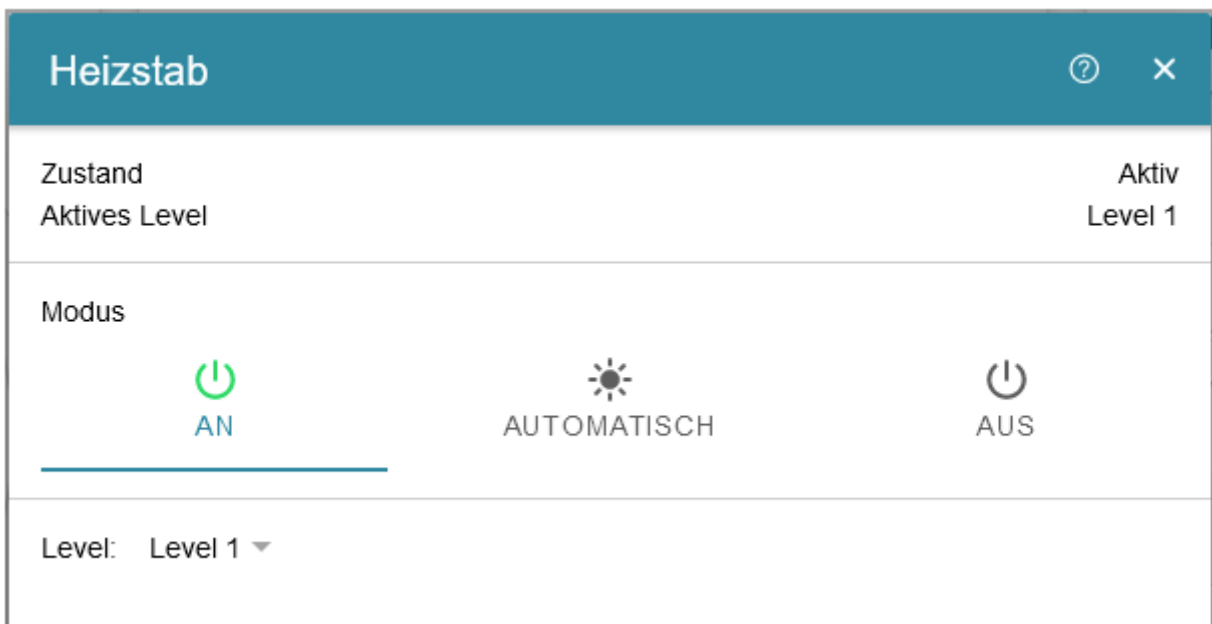 Heizstab
Zustand Aktiv
Aktives Level Level 1
Modus
AN AUTOMATISCH AUS
Level: Level 1